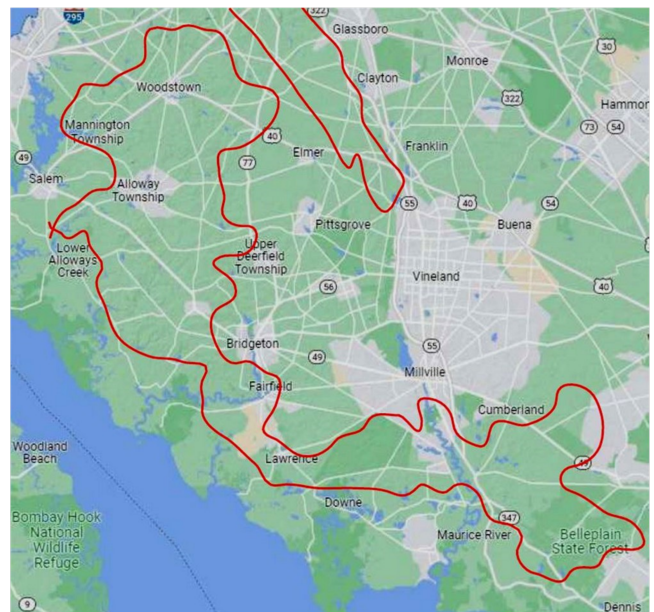 295
322
Glassboro
30
Monroe
Clayton
Woodstown
322
Hammon
73
54
Mannington
Township
40
Elmer
Franklin
49
77
Salem
Alloway
Township
55
40
54
Pittsgrove
Buena
Lower
Alloways
Creek
Upper
Deerfield
Township
Vineland
56
40
Bridgeton
55
49
Millville
Fairfield
Cumberland
Woodland
Beach
Lawrence
49
Downe
Bombay Hook
National
Wildlife
Refuge
347
Maurice River
Belleplain
State Forest
9
Dennis